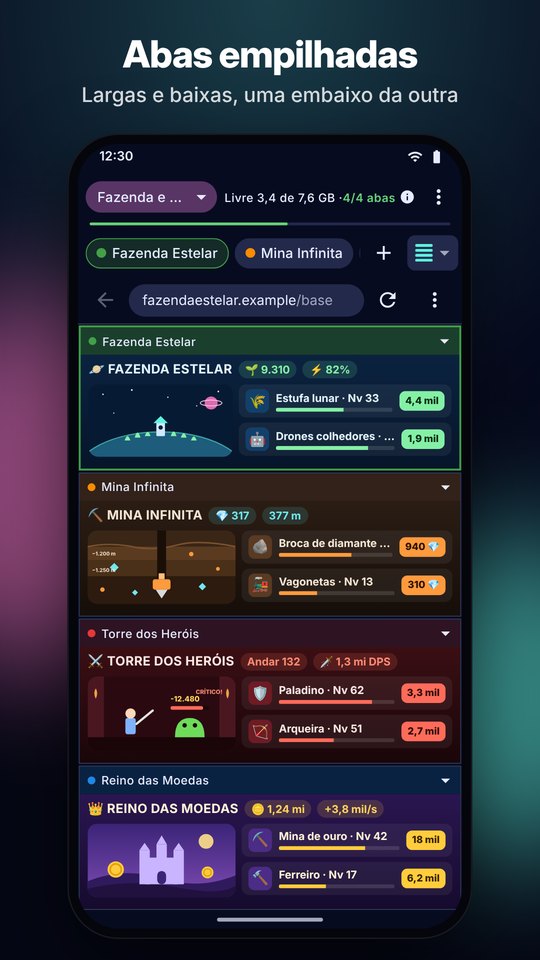 Abas empilhadas
Largas e baixas, uma embaixo da outra
12:30
Fazenda e ...
Livre 3,4 de 7,6 GB ·4/4 abas
Fazenda Estelar
Mina Infinita
fazendaestelar.example/base
Fazenda Estelar
FAZENDA ESTELAR
9.310
82%
Estufa lunar · Nv 33
4,4 mil
Drones colhedores · ...
1,9 mil
Mina Infinita
MINA INFINITA
317
377 m
−1.200 m
−1.250
Broca de diamante ...
940
Vagonetas · Nv 13
310
Torre dos Heróis
TORRE DOS HERÓIS
Andar 132
1,3 mi DPS
CRÍTICO!
-12.480
Paladino · Nv 62
3,3 mil
Arqueira · Nv 51
2,7 mil
Reino das Moedas
REINO DAS MOEDAS
1,24 mi
+3,8 mil/s
Mina de ouro · Nv 42
18 mil
Ferreiro · Nv 17
6,2 mil